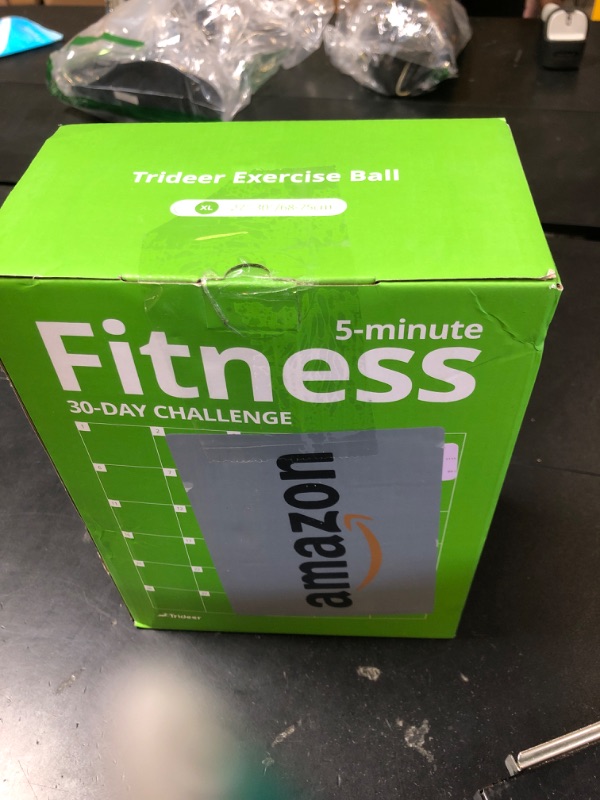 Trideer Exercise Ball
XL
5-minute
Fitness
30-DAY CHALLENGE
amazon
Trideer